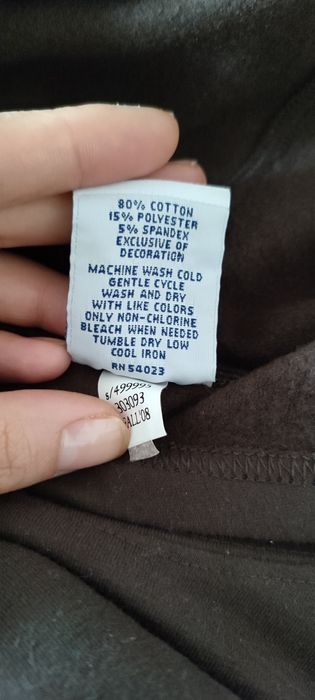 80% COTTON
15% POLYESTER
5% SPANDEX
EXCLUSIVE OF
DECORATION
MACHINE WASH COLD
GENTLE CYCLE
WASH AND DRY
WITH LIKE COLORS
ONLY NON-CHLORINE
BLEACH WHEN NEEDED
TUMBLE DRY LOW
COOL IRON
RN 54023
303093